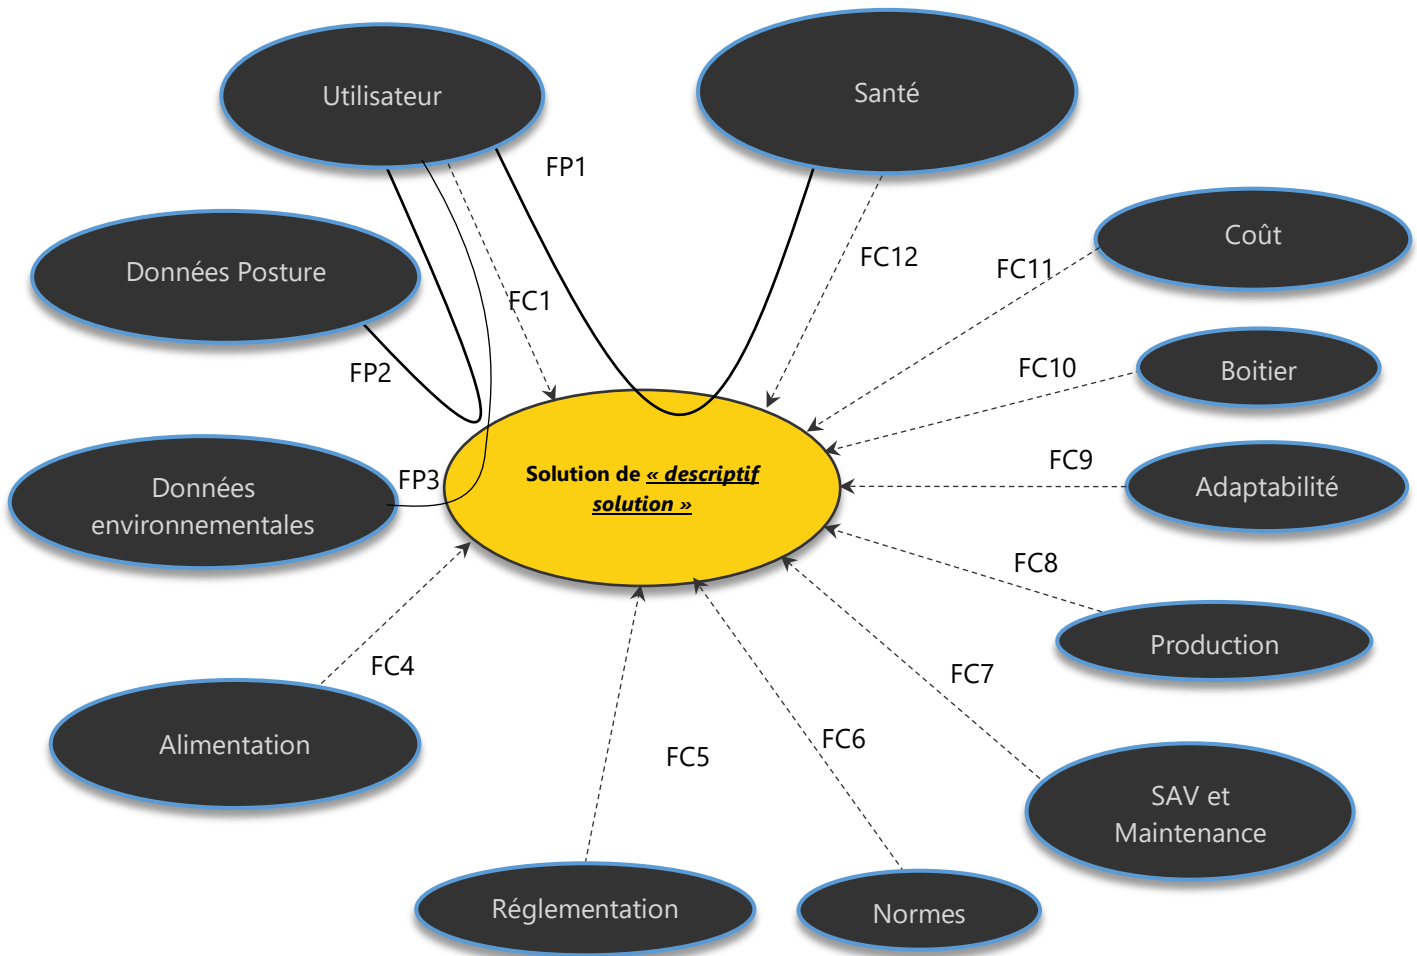 Utilisateur
Santé
FP1
Données Posture
FC12
Coût
FC11
FC1
FP2
FC10
Boitier
FC9
Adaptabilité
Solution de « descriptif
solution »
FP3
Données
environnementales
FC8
Production
FC4
FC7
Alimentation
FC5
FC6
SAV et
Maintenance
Réglementation
Normes